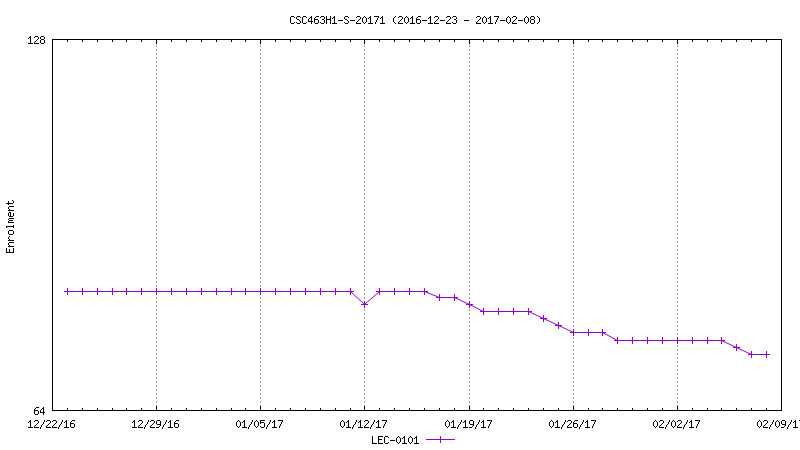 CSC463H1-S-20171 (2016-12-23 - 2017-02-08)
128
Enrolment
64
12/22/16 12/29/16 01/05/17 01/12/17 01/19/17 01/26/17 02/02/17 02/09/1
LEC-0101